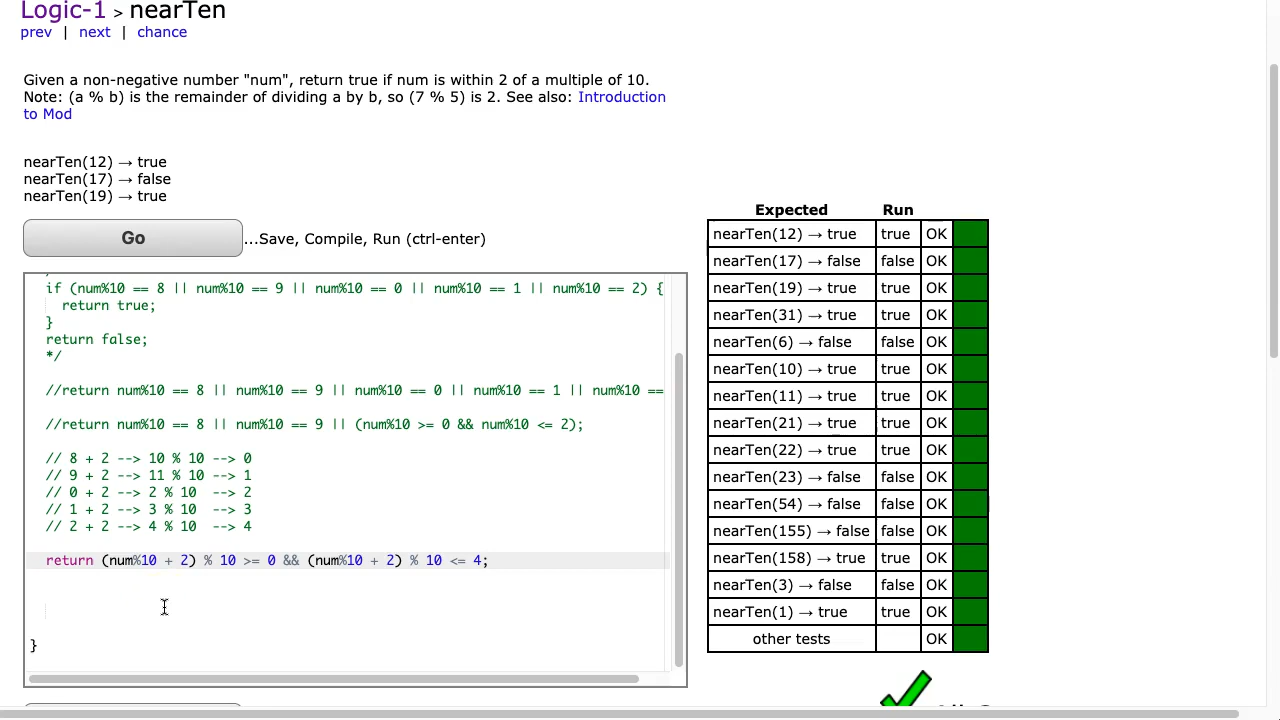 Logic-1 > nearTen
prev | next | chance
Given a non-negative number "num", return true if num is within 2 of a multiple of 10.
Note: (a % b) is the remainder of dividing a by b, so (7 % 5) is 2. See also: Introduction
to Mod
nearTen(12) → true
nearTen(17) → false
nearTen(19) → true
Go ...Save, Compile, Run (ctrl-enter)
if (num%10 == 8 || num%10 == 9 || num%10 == 0 || num%10 == 1 || num%10 == 2) {
return true;
}
return false;
*/
//return num%10 == 8 || num%10 == 9 || num%10 == 0 || num%10 == 1 || num%10 ==
//return num%10 == 8 || num%10 == 9 || (num%10 >= 0 && num%10 <= 2);
// 8 + 2 --> 10 % 10 --> 0
// 9 + 2 --> 11 % 10 --> 1
// 0 + 2 --> 2 % 10 --> 2
// 1 + 2 --> 3 % 10 --> 3
// 2 + 2 --> 4 % 10 --> 4
return (num%10 + 2) % 10 >= 0 && (num%10 + 2) % 10 <= 4;
}
Expected Run
nearTen(12) → true true OK
nearTen(17) → false false OK
nearTen(19) → true true OK
nearTen(31) → true true OK
nearTen(6) → false false OK
nearTen(10) → true true OK
nearTen(11) → true true OK
nearTen(21) → true true OK
nearTen(22) → true true OK
nearTen(23) → false false OK
nearTen(54) → false false OK
nearTen(155) → false false OK
nearTen(158) → true true OK
nearTen(3) → false false OK
nearTen(1) → true true OK
other tests OK